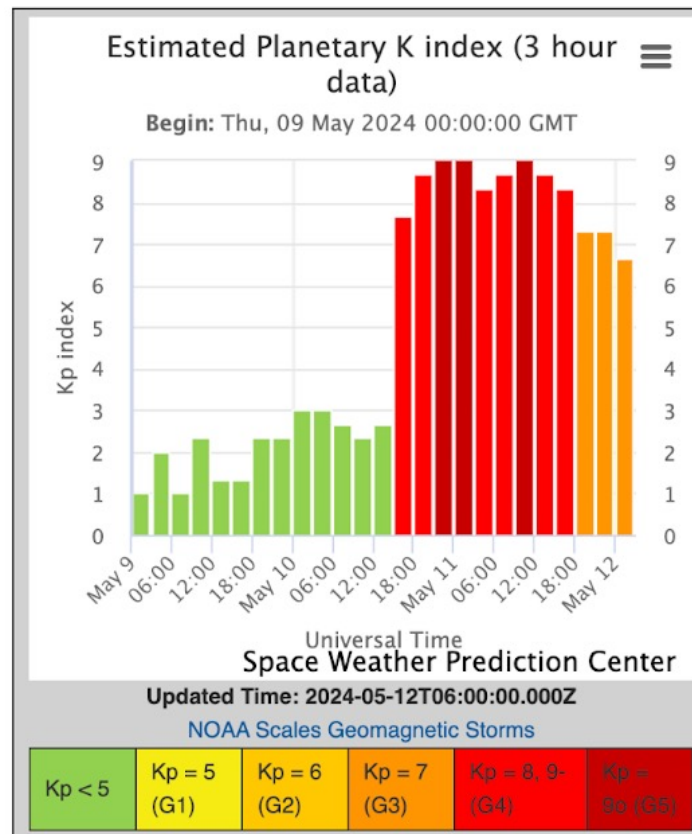 Estimated Planetary K index (3 hour
data)
Begin: Thu, 09 May 2024 00:00:00 GMT
9
8
7
6
5
4
3
2
1
0
Kp index
9
8
7
6
5
4
3
2
1
0
May 9
06:00
12:00
18:00
May 10
06:00
12:00
18:00
May 11
06:00
12:00
18:00
May 12
Universal Time
Space Weather Prediction Center
Updated Time: 2024-05-12T06:00:00.000Z
NOAA Scales Geomagnetic Storms
Kp < 5
Kp = 5
(G1)
Kp = 6
(G2)
Kp = 7
(G3)
Kp = 8, 9-
(G4)
Kp =
9o (G5)